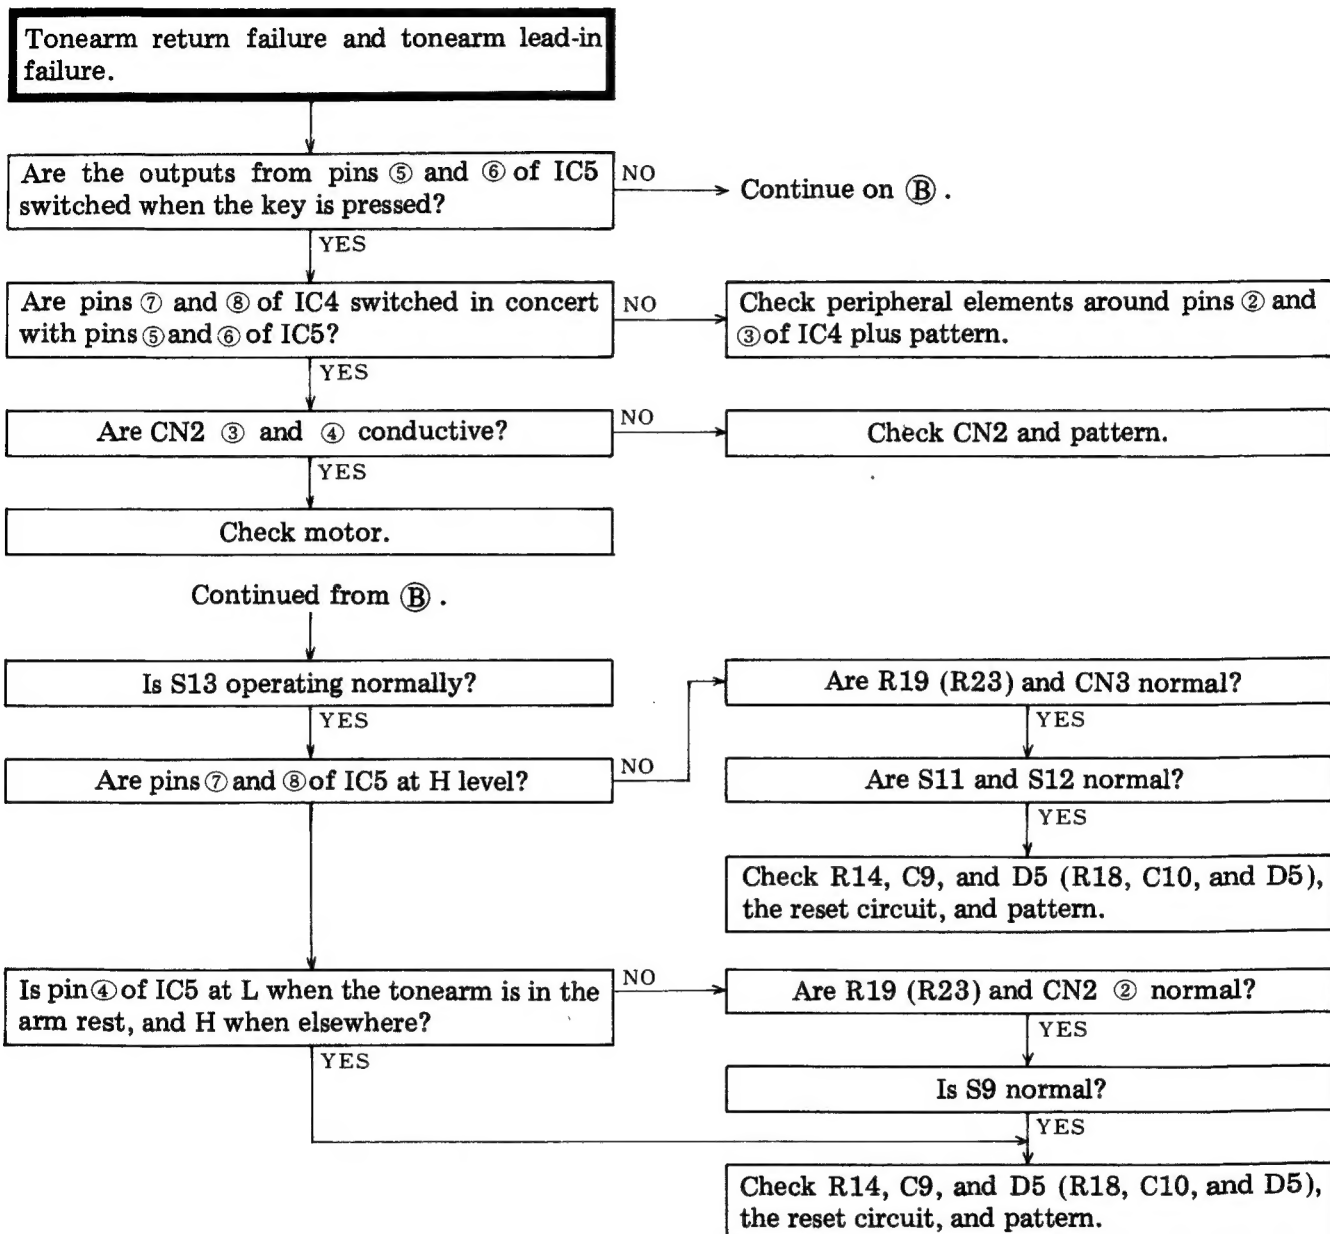 Tonearm return failure and tonearm lead-in
failure.
Are the outputs from pins ⑤ and ⑥ of IC5
switched when the key is pressed?
NO
Continue on Ⓑ .
YES
Are pins ⑦ and ⑧ of IC4 switched in concert
with pins ⑤ and ⑥ of IC5?
NO
Check peripheral elements around pins ② and
③ of IC4 plus pattern.
YES
Are CN2 ③ and ④ conductive?
NO
Check CN2 and pattern.
YES
Check motor.
Continued from Ⓑ .
Is S13 operating normally?
YES
Are pins ⑦ and ⑧ of IC5 at H level?
NO
Are R19 (R23) and CN3 normal?
YES
Are S11 and S12 normal?
YES
Check R14, C9, and D5 (R18, C10, and D5),
the reset circuit, and pattern.
Is pin ④ of IC5 at L when the tonearm is in the
arm rest, and H when elsewhere?
NO
Are R19 (R23) and CN2 ② normal?
YES
YES
Is S9 normal?
YES
Check R14, C9, and D5 (R18, C10, and D5),
the reset circuit, and pattern.